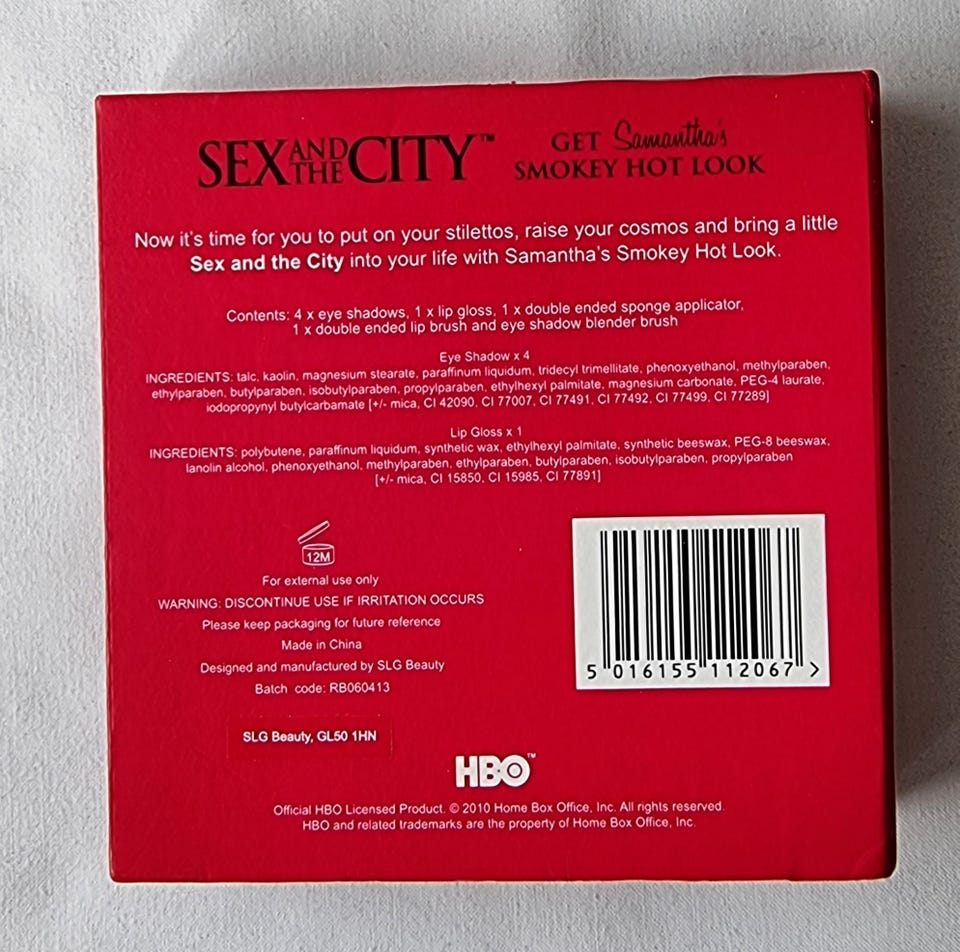 SEX AND THE CITY™
GET Samantha's
SMOKEY HOT LOOK
Now it's time for you to put on your stilettos, raise your cosmos and bring a little
Sex and the City into your life with Samantha's Smokey Hot Look.
Contents: 4 x eye shadows, 1 x lip gloss, 1 x double ended sponge applicator,
1 x double ended lip brush and eye shadow blender brush
Eye Shadow x 4
INGREDIENTS: talc, kaolin, magnesium stearate, paraffinum liquidum, tridecyl trimellitate, phenoxyethanol, methylparaben,
ethylparaben, butylparaben, isobutylparaben, propylparaben, ethylhexyl palmitate, magnesium carbonate, PEG-4 laurate,
iodopropynyl butylcarbamate [+/- mica, CI 42090, CI 77007, CI 77491, CI 77492, CI 77499, CI 77289]
Lip Gloss x 1
INGREDIENTS: polybutene, paraffinum liquidum, synthetic wax, ethylhexyl palmitate, synthetic beeswax, PEG-8 beeswax,
lanolin alcohol, phenoxyethanol, methylparaben, ethylparaben, butylparaben, isobutylparaben, propylparaben
[+/- mica, CI 15850, CI 15985, CI 77891]
12M
For external use only
WARNING: DISCONTINUE USE IF IRRITATION OCCURS
Please keep packaging for future reference
Made in China
Designed and manufactured by SLG Beauty
Batch code: RB060413
5 016155 112067 >
SLG Beauty, GL50 1HN
HBO™
Official HBO Licensed Product. © 2010 Home Box Office, Inc. All rights reserved.
HBO and related trademarks are the property of Home Box Office, Inc.